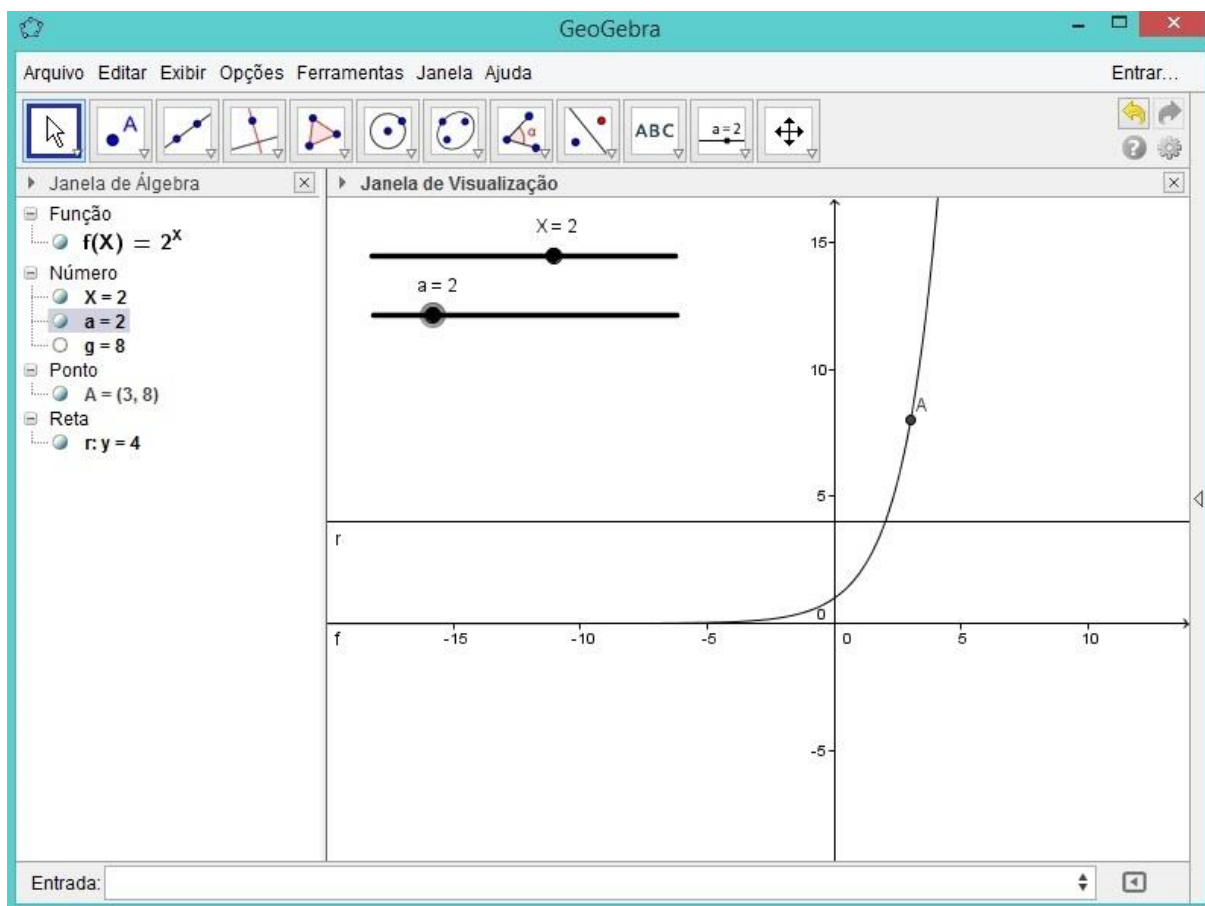 GeoGebra
Arquivo Editar Exibir Opções Ferramentas Janela Ajuda Entrar...
A α ABC a = 2
Janela de Álgebra
Função
f(X) = 2^X
Número
X = 2
a = 2
g = 8
Ponto
A = (3, 8)
Reta
r: y = 4
Janela de Visualização
X = 2
a = 2
15
10
A
5
r
0
f -15 -10 -5 0 5 10
-5
Entrada: